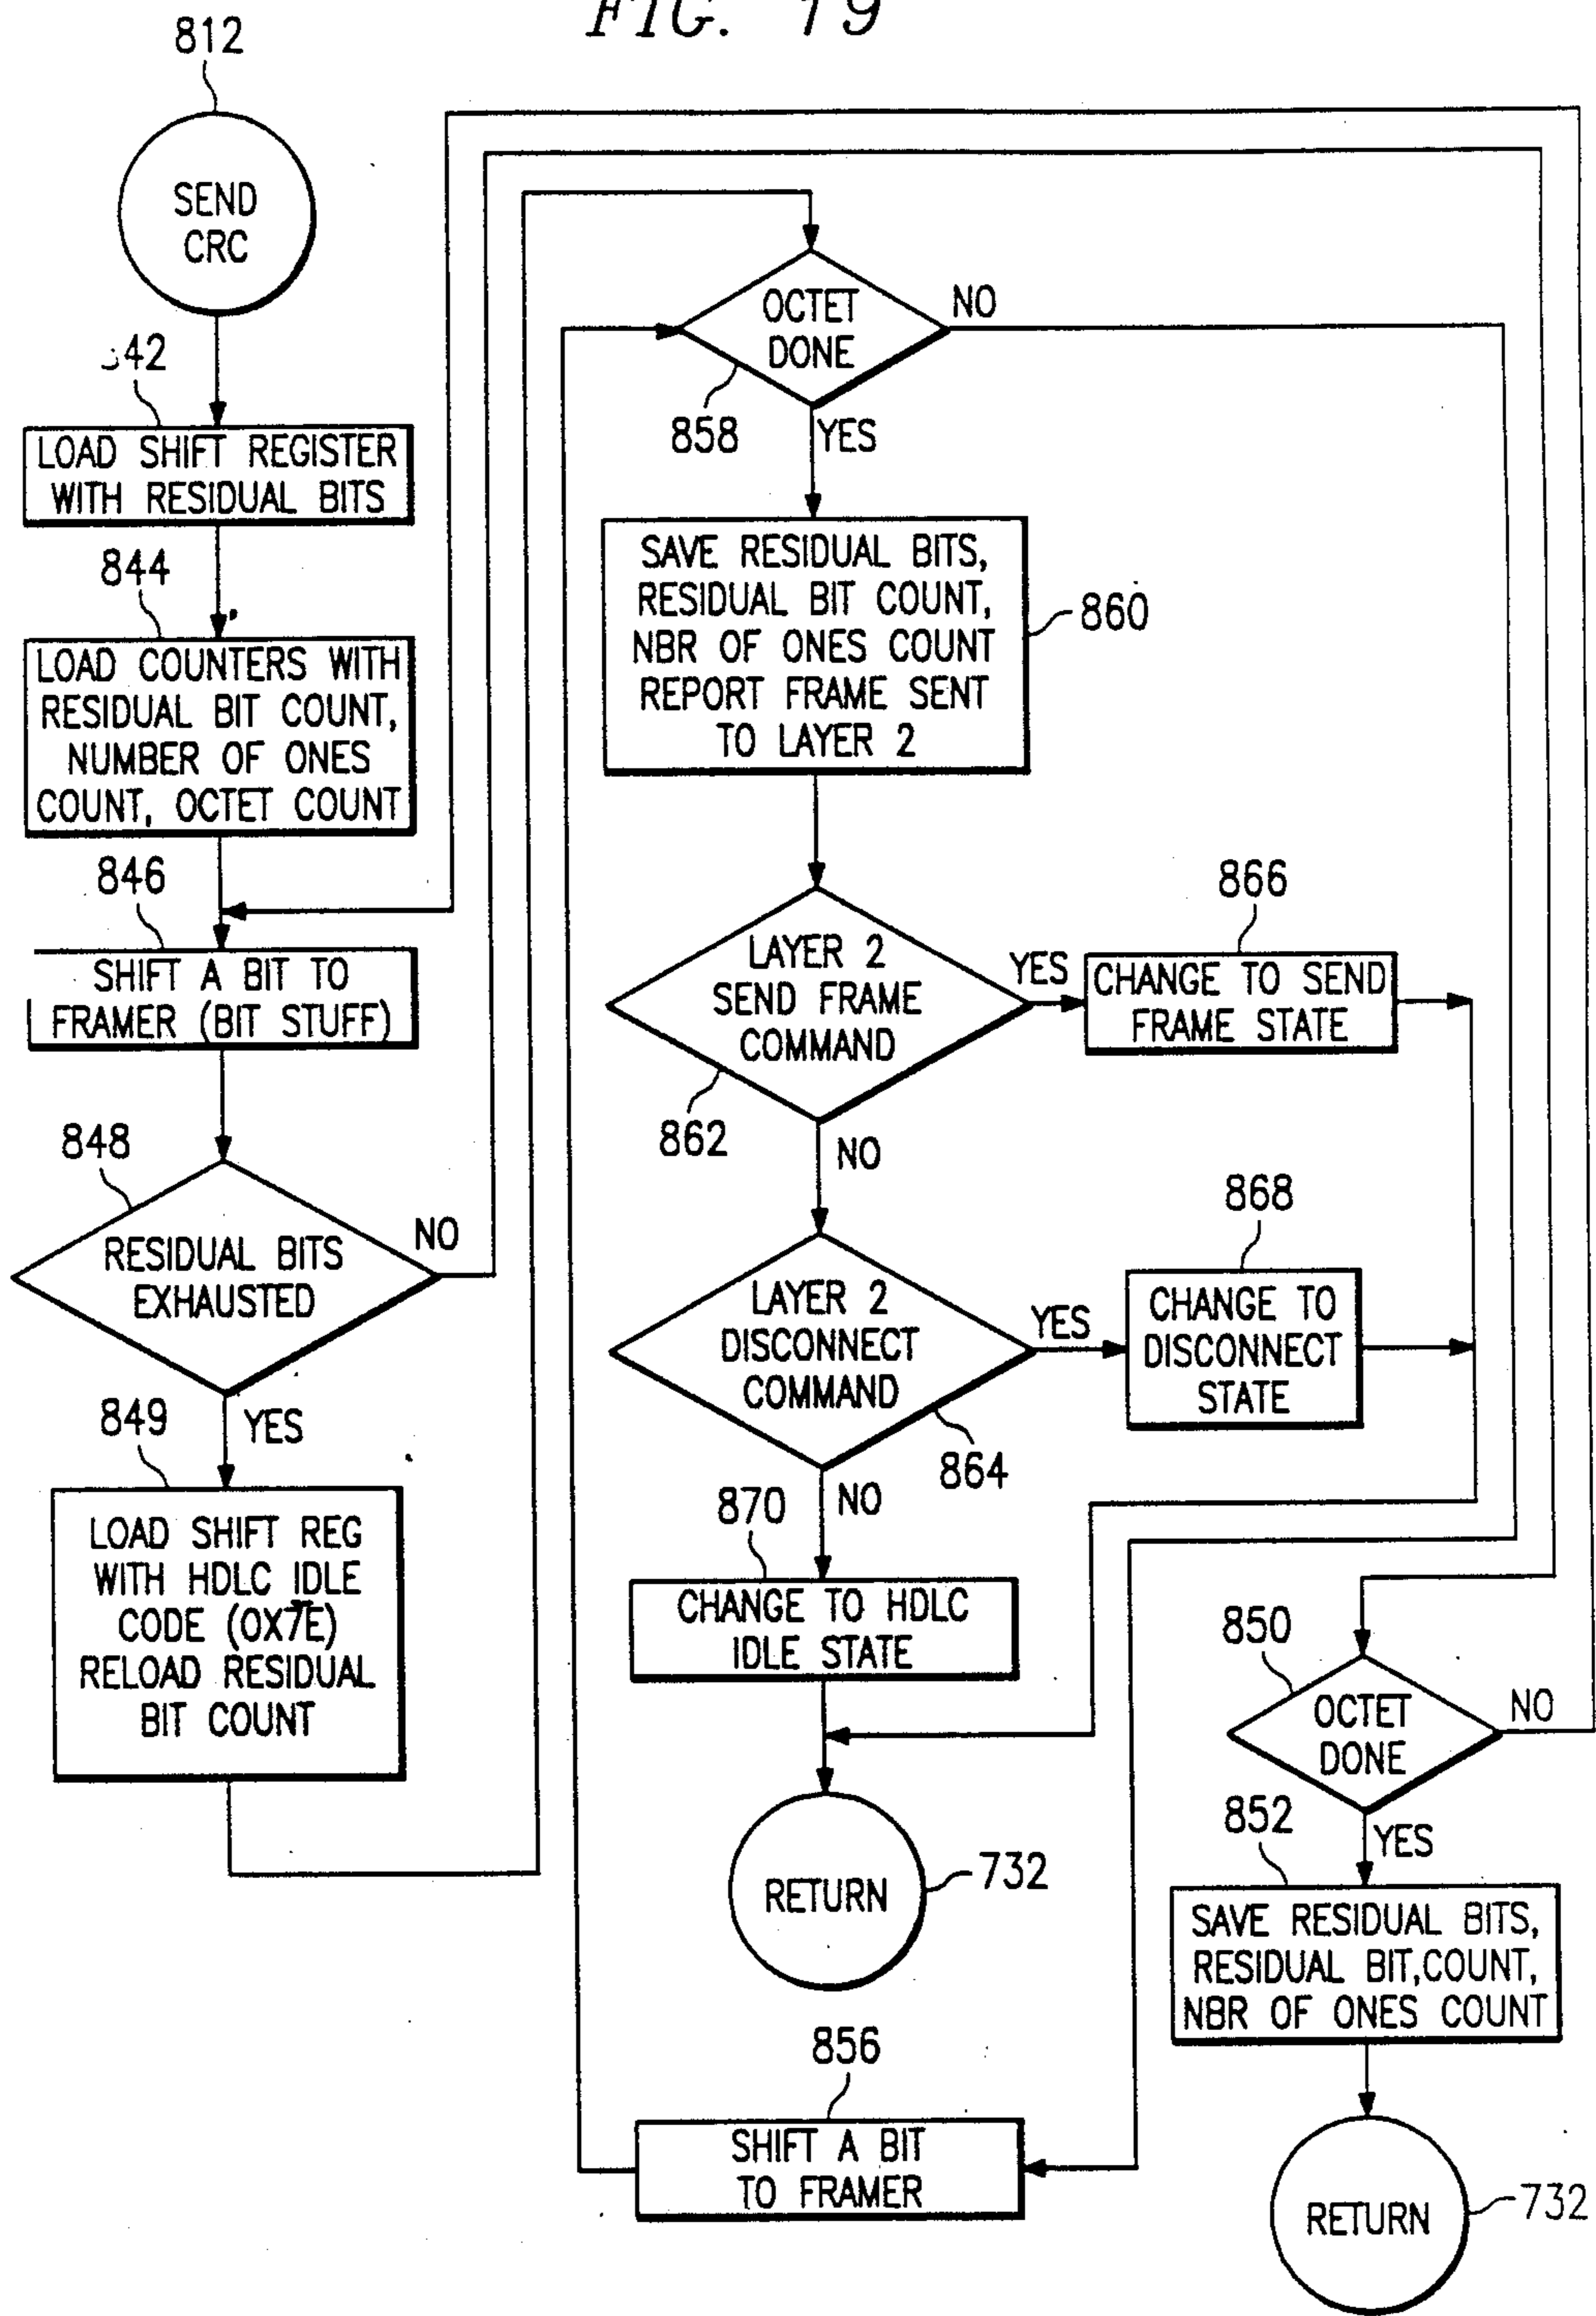 FIG. 19
812
SEND
CRC
842
LOAD SHIFT REGISTER
WITH RESIDUAL BITS
844
LOAD COUNTERS WITH
RESIDUAL BIT COUNT,
NUMBER OF ONES
COUNT, OCTET COUNT
846
SHIFT A BIT TO
FRAMER (BIT STUFF)
848
RESIDUAL BITS
EXHAUSTED
NO
YES
849
LOAD SHIFT REG
WITH HDLC IDLE
CODE (0X7E)
RELOAD RESIDUAL
BIT COUNT
OCTET
DONE
NO
858
YES
SAVE RESIDUAL BITS,
RESIDUAL BIT COUNT,
NBR OF ONES COUNT
REPORT FRAME SENT
TO LAYER 2
860
LAYER 2
SEND FRAME
COMMAND
862
YES
NO
866
CHANGE TO SEND
FRAME STATE
LAYER 2
DISCONNECT
COMMAND
864
YES
NO
868
CHANGE TO
DISCONNECT
STATE
870
CHANGE TO HDLC
IDLE STATE
RETURN
732
856
SHIFT A BIT
TO FRAMER
850
OCTET
DONE
NO
YES
852
SAVE RESIDUAL BITS,
RESIDUAL BIT,COUNT,
NBR OF ONES COUNT
RETURN
732